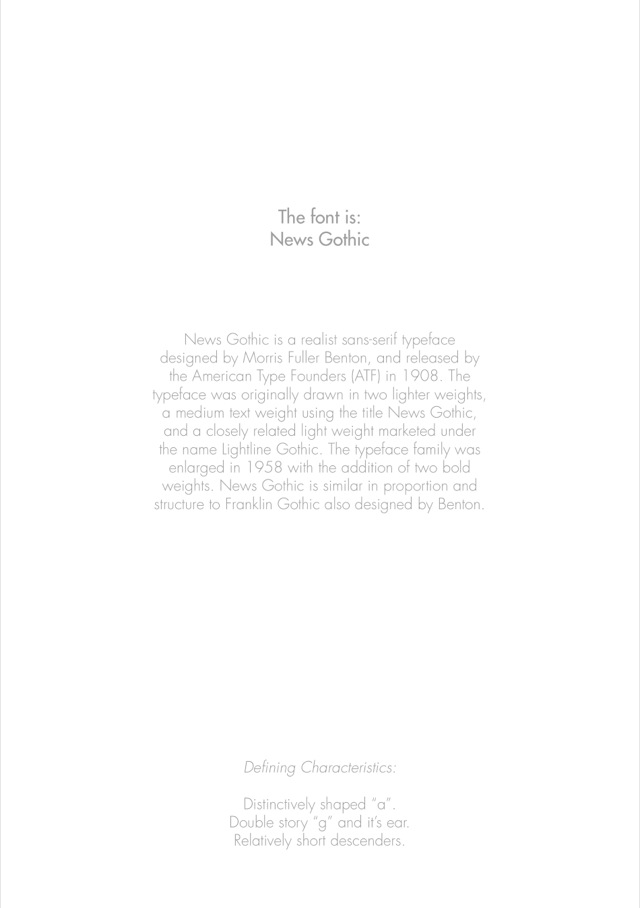 The font is:
News Gothic
News Gothic is a realist sans-serif typeface
designed by Morris Fuller Benton, and released by
the American Type Founders (ATF) in 1908. The
typeface was originally drawn in two lighter weights,
a medium text weight using the title News Gothic,
and a closely related light weight marketed under
the name Lightline Gothic. The typeface family was
enlarged in 1958 with the addition of two bold
weights. News Gothic is similar in proportion and
structure to Franklin Gothic also designed by Benton.
Defining Characteristics:
Distinctively shaped “a”.
Double story “g” and it’s ear.
Relatively short descenders.